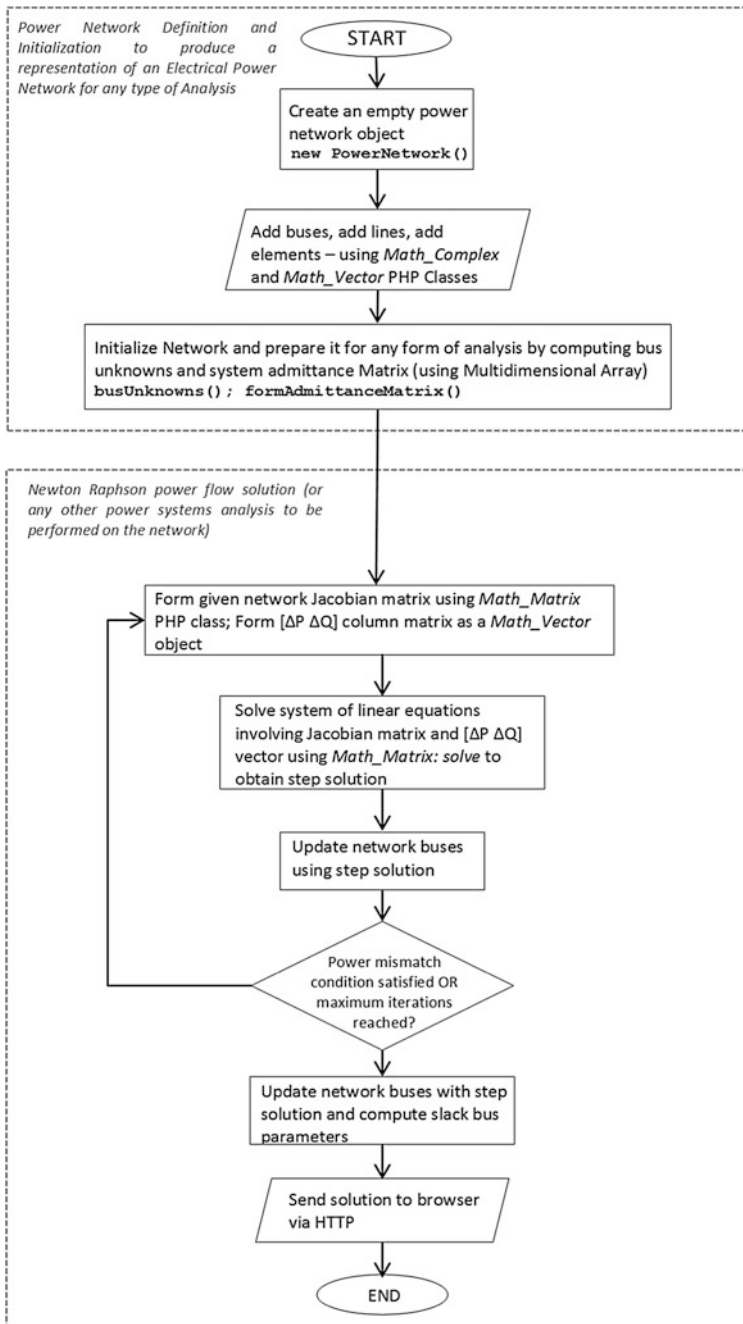 Power Network Definition and
Initialization to produce a
representation of an Electrical Power
Network for any type of Analysis
START
Create an empty power
network object
new PowerNetwork()
Add buses, add lines, add
elements – using Math_Complex
and Math_Vector PHP Classes
Initialize Network and prepare it for any form of analysis by computing bus
unknowns and system admittance Matrix (using Multidimensional Array)
busUnknowns(); formAdmittanceMatrix()
Newton Raphson power flow solution (or
any other power systems analysis to be
performed on the network)
Form given network Jacobian matrix using Math_Matrix
PHP class; Form [ΔP ΔQ] column matrix as a Math_Vector
object
Solve system of linear equations
involving Jacobian matrix and [ΔP ΔQ]
vector using Math_Matrix: solve to
obtain step solution
Update network buses
using step solution
Power mismatch
condition satisfied OR
maximum iterations
reached?
Update network buses with step
solution and compute slack bus
parameters
Send solution to browser
via HTTP
END